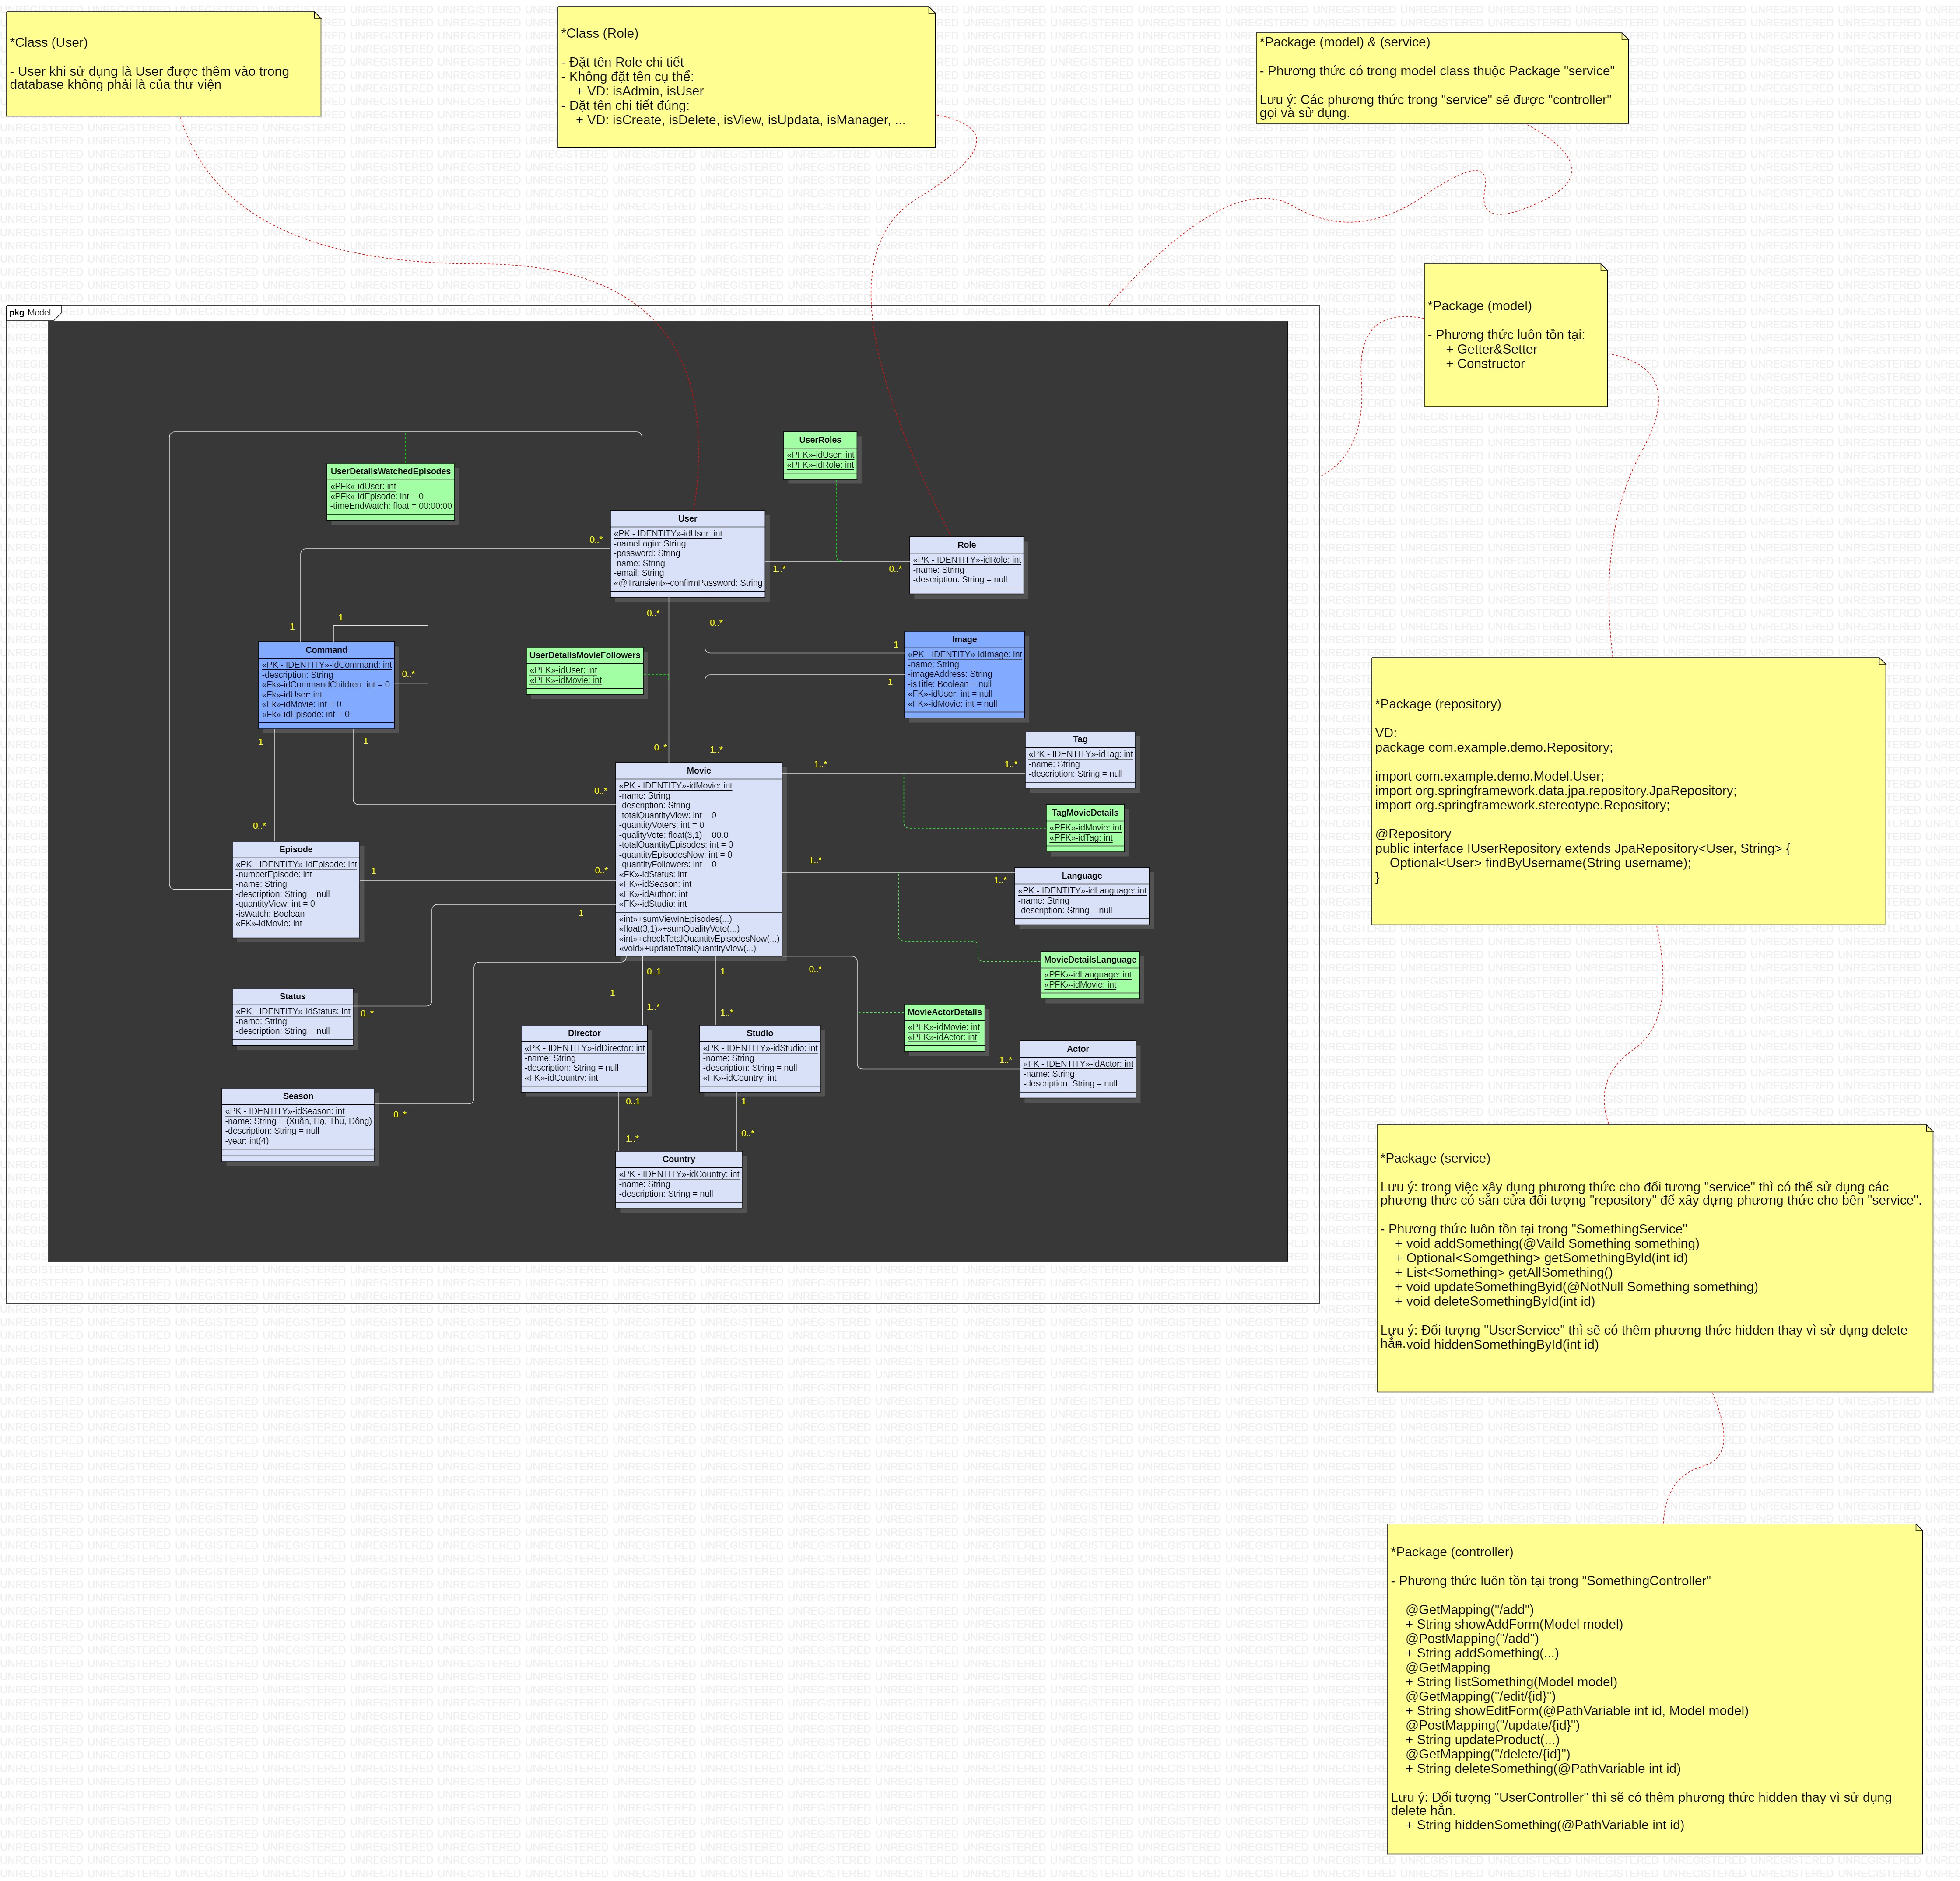 *Class (User)
- User khi sử dụng là User được thêm vào trong
database không phải là của thư viện
*Class (Role)
- Đặt tên Role chi tiết
- Không đặt tên cụ thể:
+ VD: isAdmin, isUser
- Đặt tên chi tiết đúng:
+ VD: isCreate, isDelete, isView, isUpdata, isManager, ...
*Package (model) & (service)
- Phương thức có trong model class thuộc Package "service"
Lưu ý: Các phương thức trong "service" sẽ được "controller"
gọi và sử dụng.
*Package (model)
- Phương thức luôn tồn tại:
+ Getter&Setter
+ Constructor
pkg Model
UserRoles
«PFK»-idUser: int
«PFK»-idRole: int
UserDetailsWatchedEpisodes
«PFk»-idUser: int
«PFk»-idEpisode: int = 0
-timeEndWatch: float = 00:00:00
User
«PK - IDENTITY»-idUser: int
-nameLogin: String
-password: String
-name: String
-email: String
«@Transient»-confirmPassword: String
0..*
1..*
0..*
Role
«PK - IDENTITY»-idRole: int
-name: String
-description: String = null
0..*
0..*
1
1
Command
«PK - IDENTITY»-idCommand: int
-description: String
«Fk»-idCommandChildren: int = 0
«Fk»-idUser: int
«Fk»-idMovie: int = 0
«Fk»-idEpisode: int = 0
0..*
1
1
UserDetailsMovieFollowers
«PFK»-idUser: int
«PFK»-idMovie: int
1
Image
«PK - IDENTITY»-idImage: int
-name: String
-imageAddress: String
-isTitle: Boolean = null
«FK»-idUser: int = null
«FK»-idMovie: int = null
1
0..*
1..*
Tag
«PK - IDENTITY»-idTag: int
-name: String
-description: String = null
1..*
1..*
Movie
«PK - IDENTITY»-idMovie: int
-name: String
-description: String
-totalQuantityView: int = 0
-quantityVoters: int = 0
-qualityVote: float(3,1) = 00.0
-totalQuantityEpisodes: int = 0
-quantityEpisodesNow: int = 0
-quantityFollowers: int = 0
«FK»-idStatus: int
«FK»-idSeason: int
«FK»-idAuthor: int
«FK»-idStudio: int
«int»+sumViewInEpisodes(...)
«float(3,1)»+sumQualityVote(...)
«int»+checkTotalQuantityEpisodesNow(...)
«void»+updateTotalQuantityView(...)
0..*
0..*
TagMovieDetails
«PFK»-idMovie: int
«PFK»-idTag: int
Episode
«PK - IDENTITY»-idEpisode: int
-numberEpisode: int
-name: String
-description: String = null
-quantityView: int = 0
-isWatch: Boolean
«FK»-idMovie: int
1
0..*
1..*
1..*
Language
«PK - IDENTITY»-idLanguage: int
-name: String
-description: String = null
1
MovieDetailsLanguage
«PFK»-idLanguage: int
«PFK»-idMovie: int
0..1
1
0..*
1
1..*
1..*
Status
«PK - IDENTITY»-idStatus: int
-name: String
-description: String = null
0..*
MovieActorDetails
«PFK»-idMovie: int
«PFK»-idActor: int
Director
«PK - IDENTITY»-idDirector: int
-name: String
-description: String = null
«FK»-idCountry: int
Studio
«PK - IDENTITY»-idStudio: int
-name: String
-description: String = null
«FK»-idCountry: int
1..*
Actor
«FK - IDENTITY»-idActor: int
-name: String
-description: String = null
Season
«PK - IDENTITY»-idSeason: int
-name: String = (Xuân, Hạ, Thu, Đông)
-description: String = null
-year: int(4)
0..*
0..1
1
1..*
0..*
Country
«PK - IDENTITY»-idCountry: int
-name: String
-description: String = null
*Package (repository)
VD:
package com.example.demo.Repository;
import com.example.demo.Model.User;
import org.springframework.data.jpa.repository.JpaRepository;
import org.springframework.stereotype.Repository;
@Repository
public interface IUserRepository extends JpaRepository<User, String> {
Optional<User> findByUsername(String username);
}
*Package (service)
Lưu ý: trong việc xây dụng phương thức cho đối tương "service" thì có thể sử dụng các
phương thức có sẵn cửa đối tượng "repository" để xây dựng phương thức cho bên "service".
- Phương thức luôn tồn tại trong "SomethingService"
+ void addSomething(@Vaild Something something)
+ Optional<Somgething> getSomethingById(int id)
+ List<Something> getAllSomething()
+ void updateSomethingByid(@NotNull Something something)
+ void deleteSomethingById(int id)
Lưu ý: Đối tượng "UserService" thì sẽ có thêm phương thức hidden thay vì sử dụng delete
hẳn.
+ void hiddenSomethingById(int id)
*Package (controller)
- Phương thức luôn tồn tại trong "SomethingController"
@GetMapping("/add")
+ String showAddForm(Model model)
@PostMapping("/add")
+ String addSomething(...)
@GetMapping
+ String listSomething(Model model)
@GetMapping("/edit/{id}")
+ String showEditForm(@PathVariable int id, Model model)
@PostMapping("/update/{id}")
+ String updateProduct(...)
@GetMapping("/delete/{id}")
+ String deleteSomething(@PathVariable int id)
Lưu ý: Đối tượng "UserController" thì sẽ có thêm phương thức hidden thay vì sử dụng
delete hẳn.
+ String hiddenSomething(@PathVariable int id)